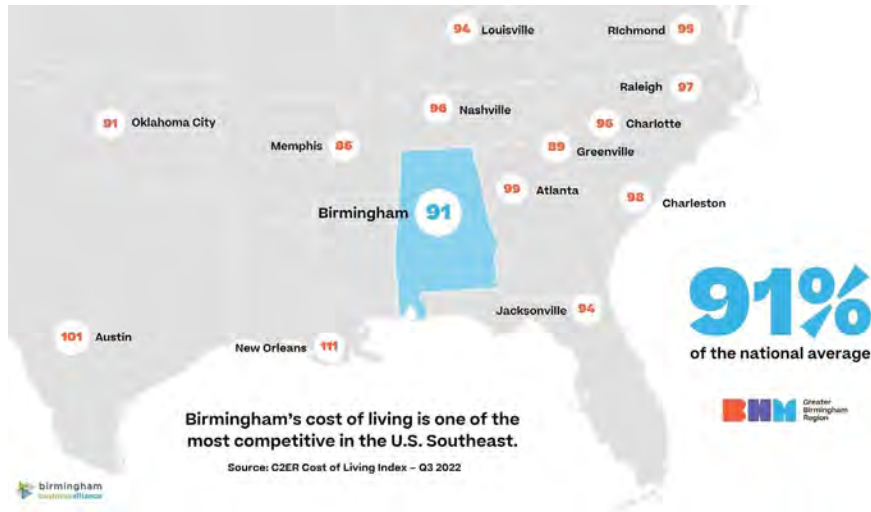 94 Louisville
Richmond 95
Raleigh 97
96 Nashville
91 Oklahoma City
96 Charlotte
Memphis 86
89 Greenville
99 Atlanta
98 Charleston
Birmingham 91
Jacksonville 94
101 Austin
New Orleans 111
91%
of the national average
BHM
Greater
Birmingham
Region
Birmingham's cost of living is one of the
most competitive in the U.S. Southeast.
Source: C2ER Cost of Living Index – Q3 2022
birmingham
business alliance